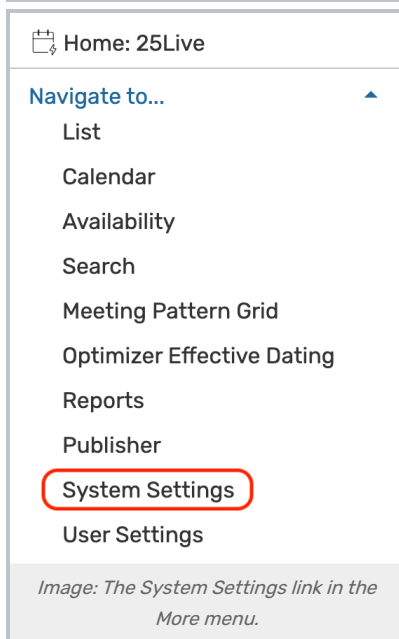 Home: 25Live
Navigate to...
List
Calendar
Availability
Search
Meeting Pattern Grid
Optimizer Effective Dating
Reports
Publisher
System Settings
User Settings
Image: The System Settings link in the
More menu.